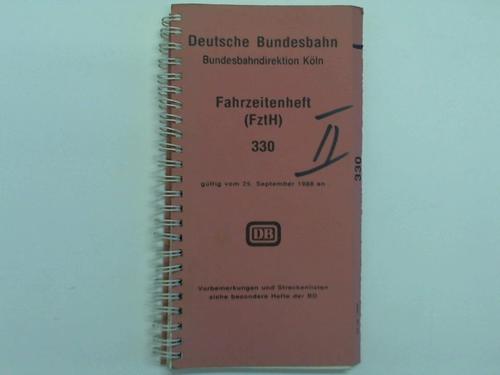 Deutsche Bundesbahn
Bundesbahndirektion Köln
Fahrzeitenheft
(FztH)
330
II
330
gültig vom 25. September 1988 an
DB
Vorbemerkungen und Streckenlisten
siehe besondere Hefte der BD